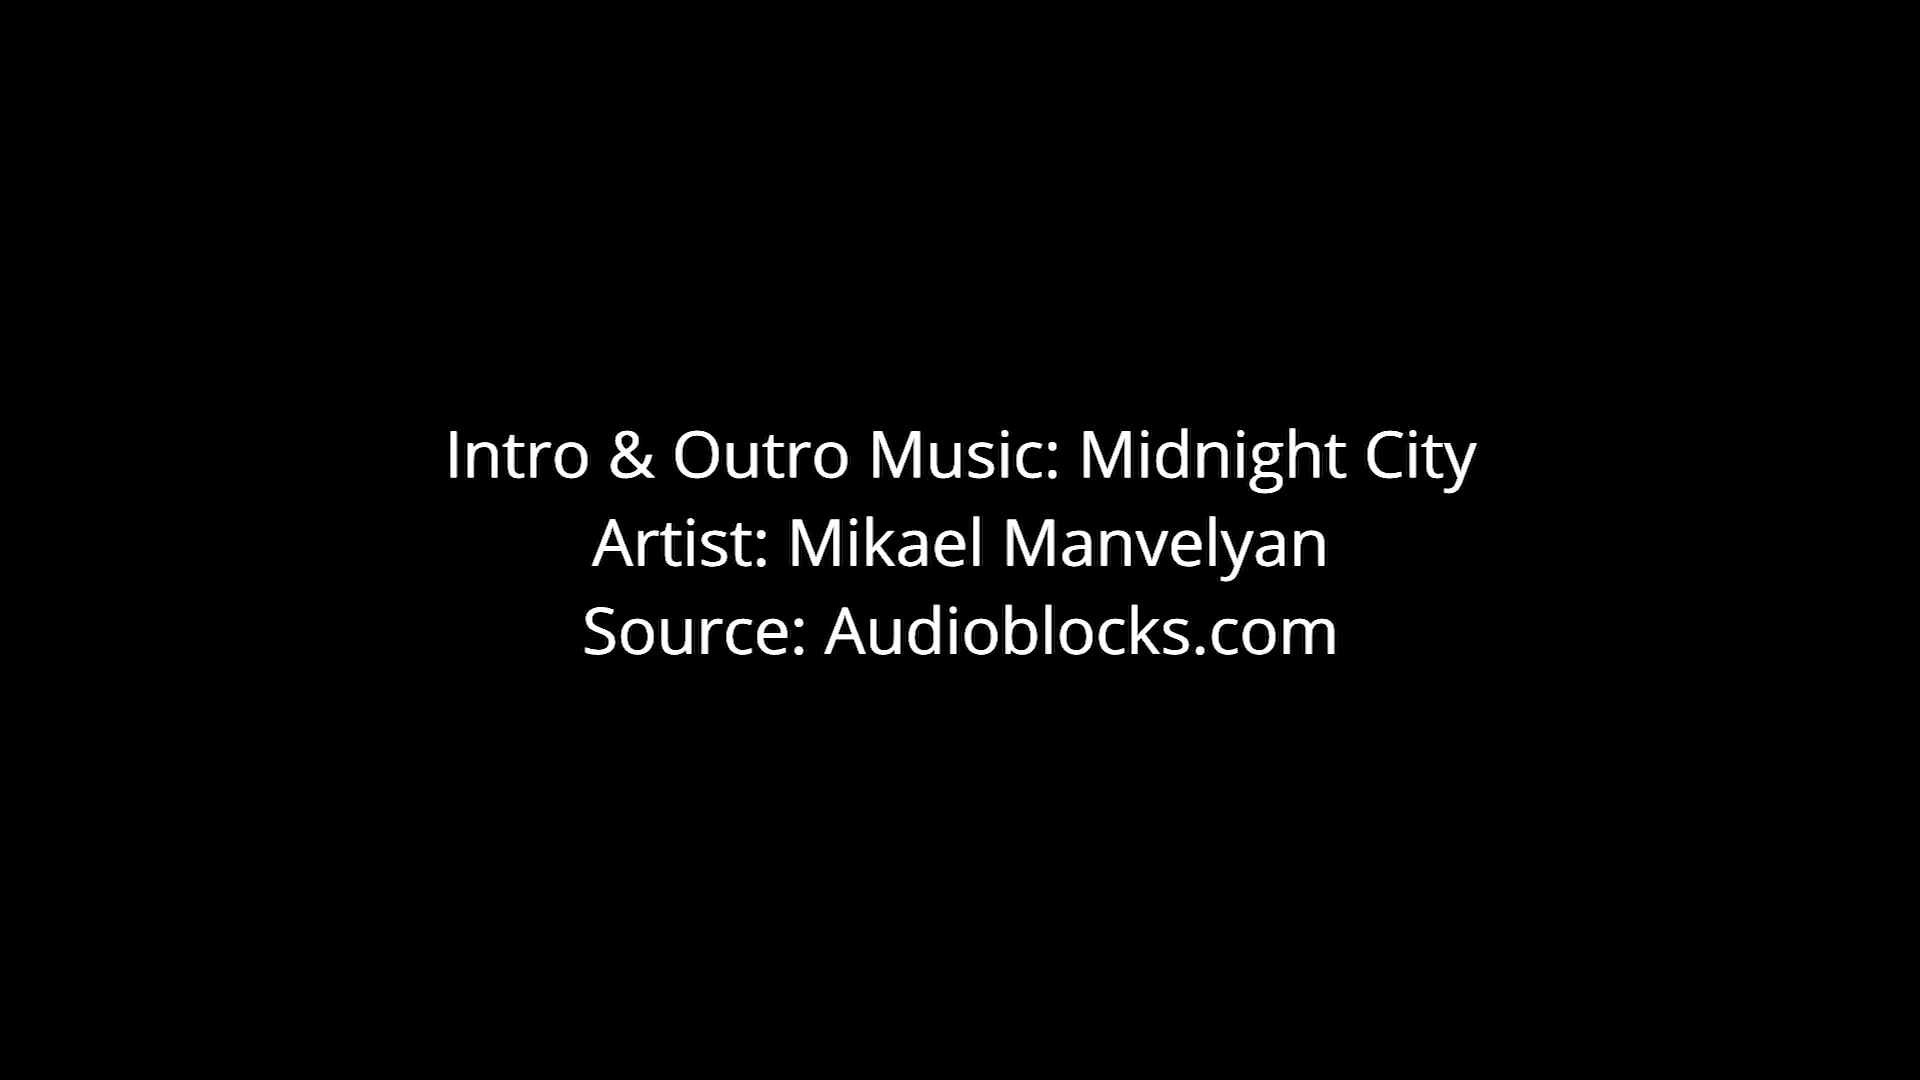 Intro & Outro Music: Midnight City
Artist: Mikael Manvelyan
Source: Audioblocks.com